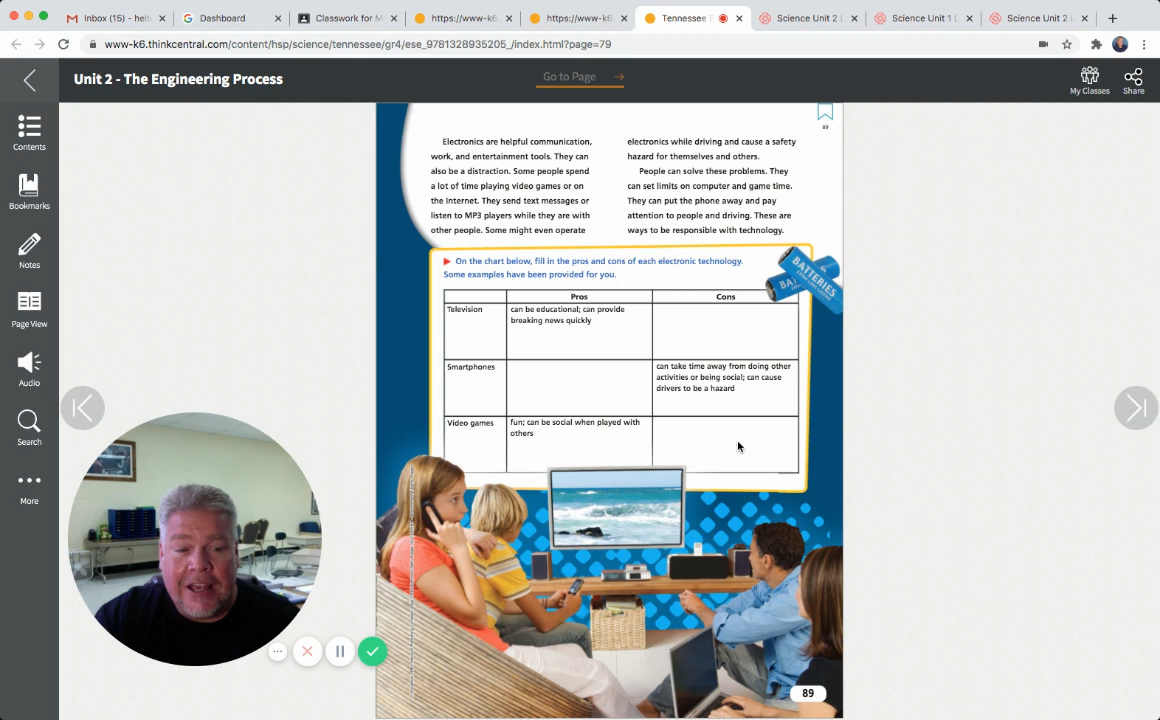 Inbox (15) - helt
Dashboard
Classwork for M
https://www-k6.
https://www-k6.
Tennessee
Science Unit 2 L
Science Unit 1 L
Science Unit 2 L
www-k6.thinkcentral.com/content/hsp/science/tennessee/gr4/ese_9781328935205_/index.html?page=79
Unit 2 - The Engineering Process
Go to Page
My Classes
Share
Contents
Bookmarks
Notes
Page View
Audio
Search
More
89
Electronics are helpful communication,
work, and entertainment tools. They can
also be a distraction. Some people spend
a lot of time playing video games or on
the Internet. They send text messages or
listen to MP3 players while they are with
other people. Some might even operate
electronics while driving and cause a safety
hazard for themselves and others.
People can solve these problems. They
can set limits on computer and game time.
They can put the phone away and pay
attention to people and driving. These are
ways to be responsible with technology.
On the chart below, fill in the pros and cons of each electronic technology.
Some examples have been provided for you.
BATTERIES
BA
Pros
Cons
Television
can be educational; can provide
breaking news quickly
Smartphones
can take time away from doing other
activities or being social; can cause
drivers to be a hazard
Video games
fun; can be social when played with
others
89